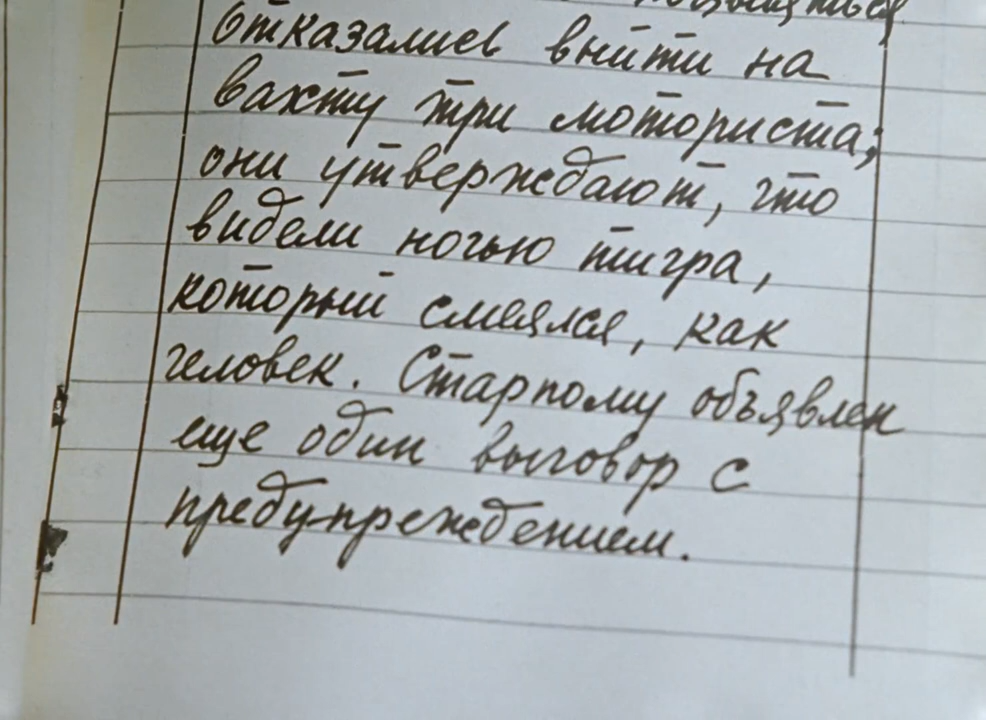 отказались выйти на
вахту три моториста;
они утверждают, что
видели ночью тигра,
который смеялся, как
человек. Старпому объявлен
еще один выговор с
предупреждением.